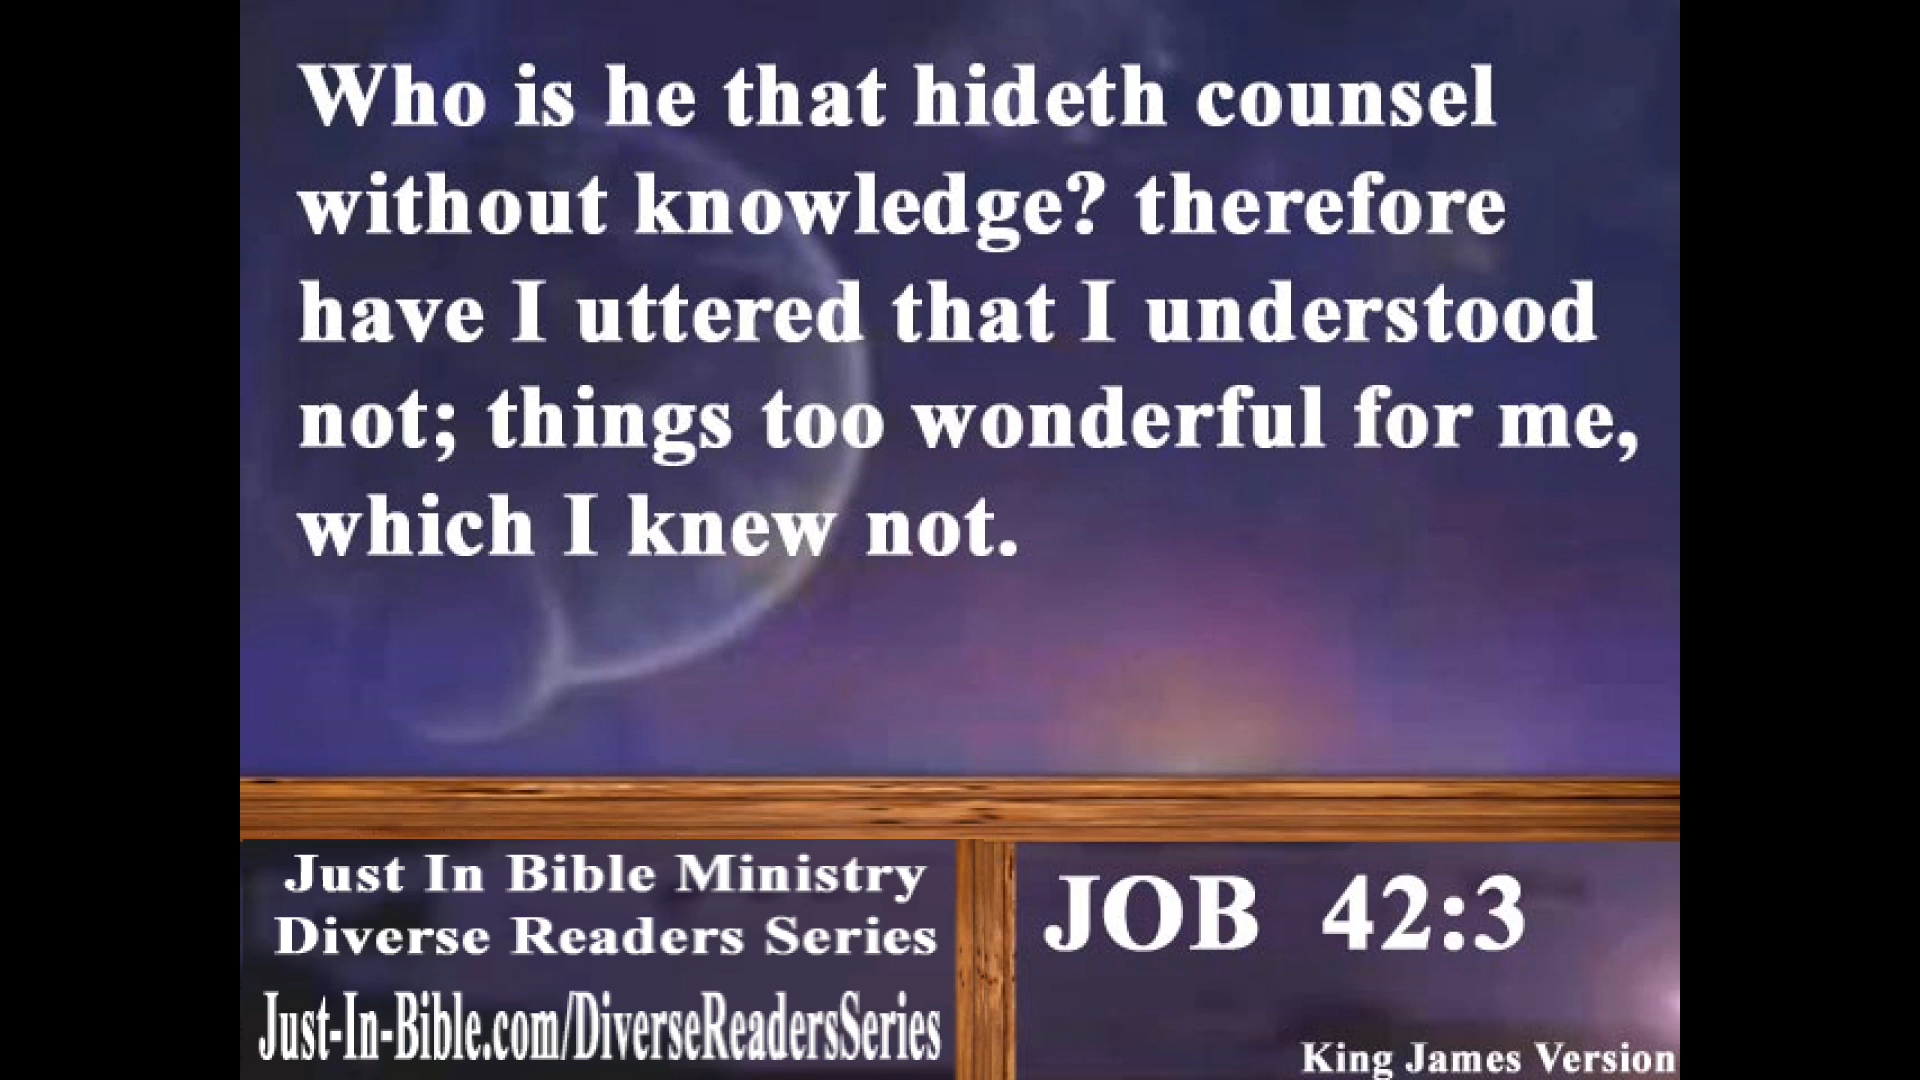 Who is he that hideth counsel
without knowledge? therefore
have I uttered that I understood
not; things too wonderful for me,
which I knew not.
Just In Bible Ministry
Diverse Readers Series
Just-In-Bible.com/DiverseReadersSeries
JOB 42:3
King James Version